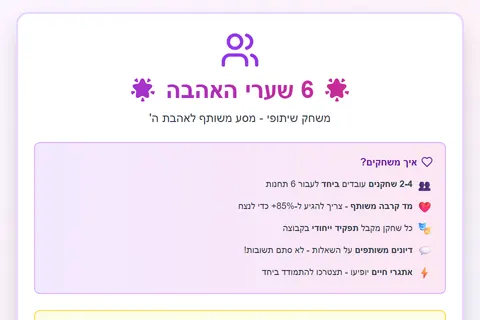 6 שערי האהבה
משחק שיתופי - מסע משותף לאהבת ה'
איך משחקים?
2-4 שחקנים עובדים ביחד לעבור 6 תחנות
מד קרבה משותף - צריך להגיע ל-85%+ כדי לנצח
כל שחקן מקבל תפקיד ייחודי בקבוצה
דיונים משותפים על השאלות - לא סתם תשובות!
אתגרי חיים יופיעו - תצטרכו להתמודד ביחד